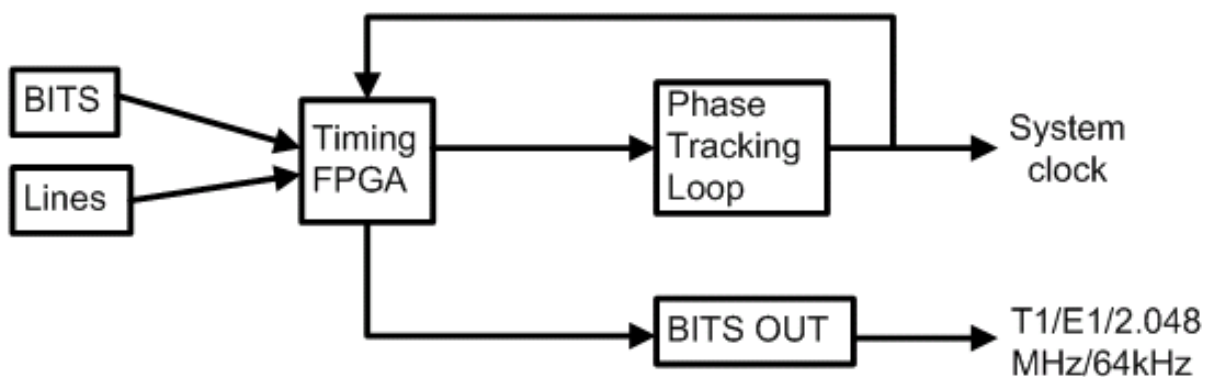 BITS
Lines
Timing
FPGA
Phase
Tracking
Loop
System
clock
BITS OUT
T1/E1/2.048
MHz/64kHz